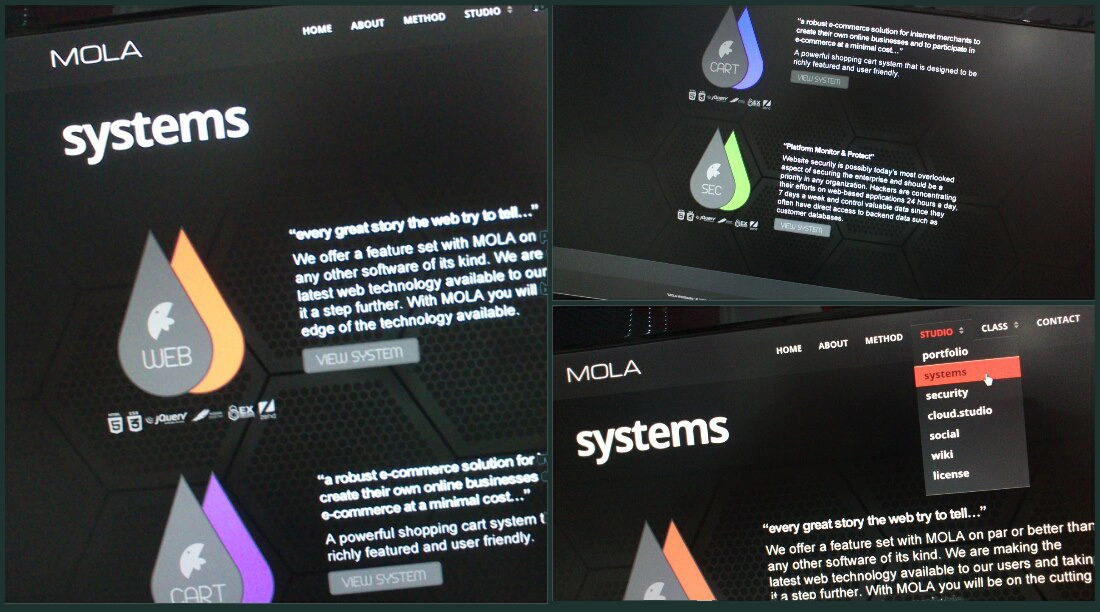 HOME ABOUT METHOD STUDIO
MOLA
systems
“every great story the web try to tell...”
We offer a feature set with MOLA on
any other software of its kind. We are
latest web technology available to our
it a step further. With MOLA you will
edge of the technology available.
WEB
VIEW SYSTEM
HTML CSS3
5 3 jQuery
“a robust e-commerce solution for
create their own online businesses
e-commerce at a minimal cost...”
A powerful shopping cart system t
richly featured and user friendly.
CART
VIEW SYSTEM
“a robust e-commerce solution for internet merchants to
create their own online businesses and to participate in
e-commerce at a minimal cost...”
A powerful shopping cart system that is designed to be
richly featured and user friendly.
CART
VIEW SYSTEM
5 3 jQuery
“Platform Monitor & Protect”
Website security is possibly today's most overlooked
aspect of securing the enterprise and should be a
priority in any organization. Hackers are concentrating
their efforts on web-based applications 24 hours a day,
7 days a week and control valuable data since they
often have direct access to backend data such as
customer databases.
SEC
VIEW SYSTEM
5 3 jQuery
HOME ABOUT METHOD STUDIO CLASS CONTACT
MOLA
portfolio
systems
security
cloud.studio
social
wiki
license
systems
“every great story the web try to tell...”
We offer a feature set with MOLA on par or better than
any other software of its kind. We are making the
latest web technology available to our users and takin
it a step further. With MOLA you will be on the cutting